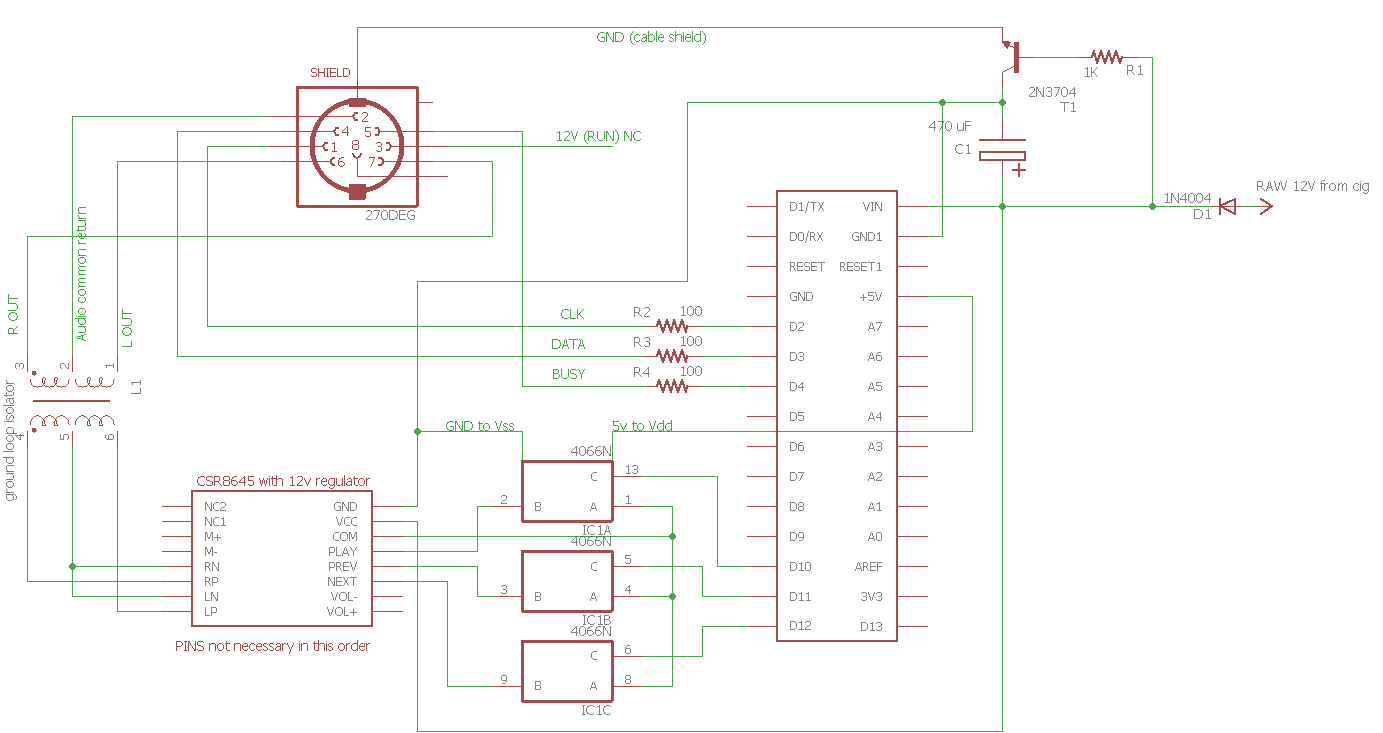 GND (cable shield)
SHIELD
1K
R1
2N3704
T1
2
4
5
1
8
3
6
7
270DEG
12V (RUN) NC
470 uF
C1
+
1N4004
D1
RAW 12V from cig
D1/TX
VIN
D0/RX
GND1
RESET
RESET1
GND
+5V
D2
A7
D3
A6
D4
A5
D5
A4
D6
A3
D7
A2
D8
A1
D9
A0
D10
AREF
D11
3V3
D12
D13
R OUT
Audio common return
L OUT
CLK
R2
100
DATA
R3
100
BUSY
R4
100
3
2
1
L1
4
5
6
ground loop isolator
GND to Vss
5v to Vdd
CSR8645 with 12v regulator
NC2
GND
NC1
VCC
M+
COM
M-
PLAY
RN
PREV
RP
NEXT
LN
VOL-
LP
VOL+
PINS not necessary in this order
4066N
C
13
2
B
A
1
IC1A
4066N
C
5
3
B
A
4
IC1B
4066N
C
6
9
B
A
8
IC1C